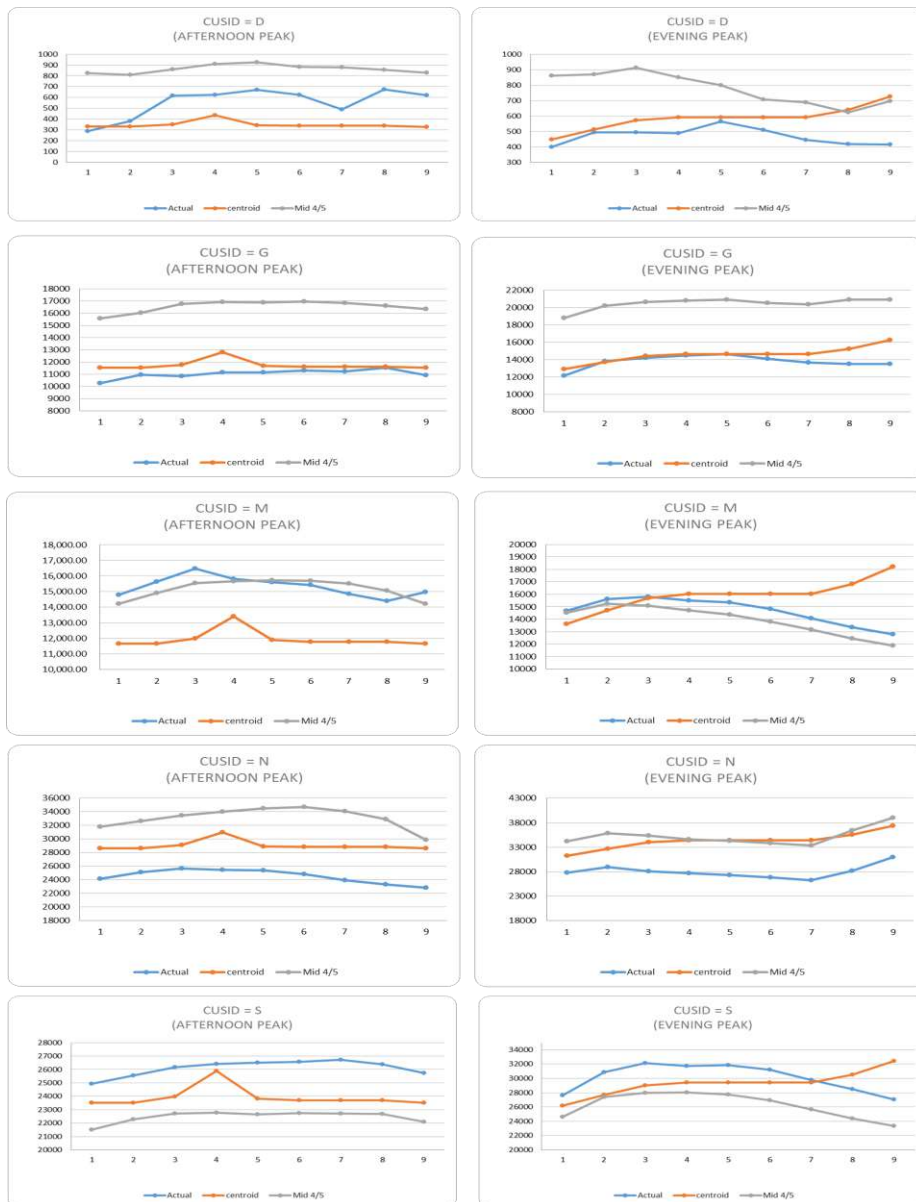 CUSID = D
(AFTERNOON PEAK)
1000
900
800
700
600
500
400
300
200
100
0
1 2 3 4 5 6 7 8 9
Actual centroid Mid 4/5
CUSID = D
(EVENING PEAK)
1000
900
800
700
600
500
400
300
1 2 3 4 5 6 7 8 9
Actual centroid Mid 4/5
CUSID = G
(AFTERNOON PEAK)
18000
17000
16000
15000
14000
13000
12000
11000
10000
9000
8000
1 2 3 4 5 6 7 8 9
Actual centroid Mid 4/5
CUSID = G
(EVENING PEAK)
22000
20000
18000
16000
14000
12000
10000
8000
1 2 3 4 5 6 7 8 9
Actual centroid Mid 4/5
CUSID = M
(AFTERNOON PEAK)
18,000.00
17,000.00
16,000.00
15,000.00
14,000.00
13,000.00
12,000.00
11,000.00
10,000.00
1 2 3 4 5 6 7 8 9
Actual centroid Mid 4/5
CUSID = M
(EVENING PEAK)
20000
19000
18000
17000
16000
15000
14000
13000
12000
11000
10000
1 2 3 4 5 6 7 8 9
Actual centroid Mid 4/5
CUSID = N
(AFTERNOON PEAK)
36000
34000
32000
30000
28000
26000
24000
22000
20000
18000
1 2 3 4 5 6 7 8 9
Actual centroid Mid 4/5
CUSID = N
(EVENING PEAK)
43000
38000
33000
28000
23000
18000
1 2 3 4 5 6 7 8 9
Actual centroid Mid 4/5
CUSID = S
(AFTERNOON PEAK)
28000
27000
26000
25000
24000
23000
22000
21000
20000
1 2 3 4 5 6 7 8 9
Actual centroid Mid 4/5
CUSID = S
(EVENING PEAK)
34000
32000
30000
28000
26000
24000
22000
20000
1 2 3 4 5 6 7 8 9
Actual centroid Mid 4/5